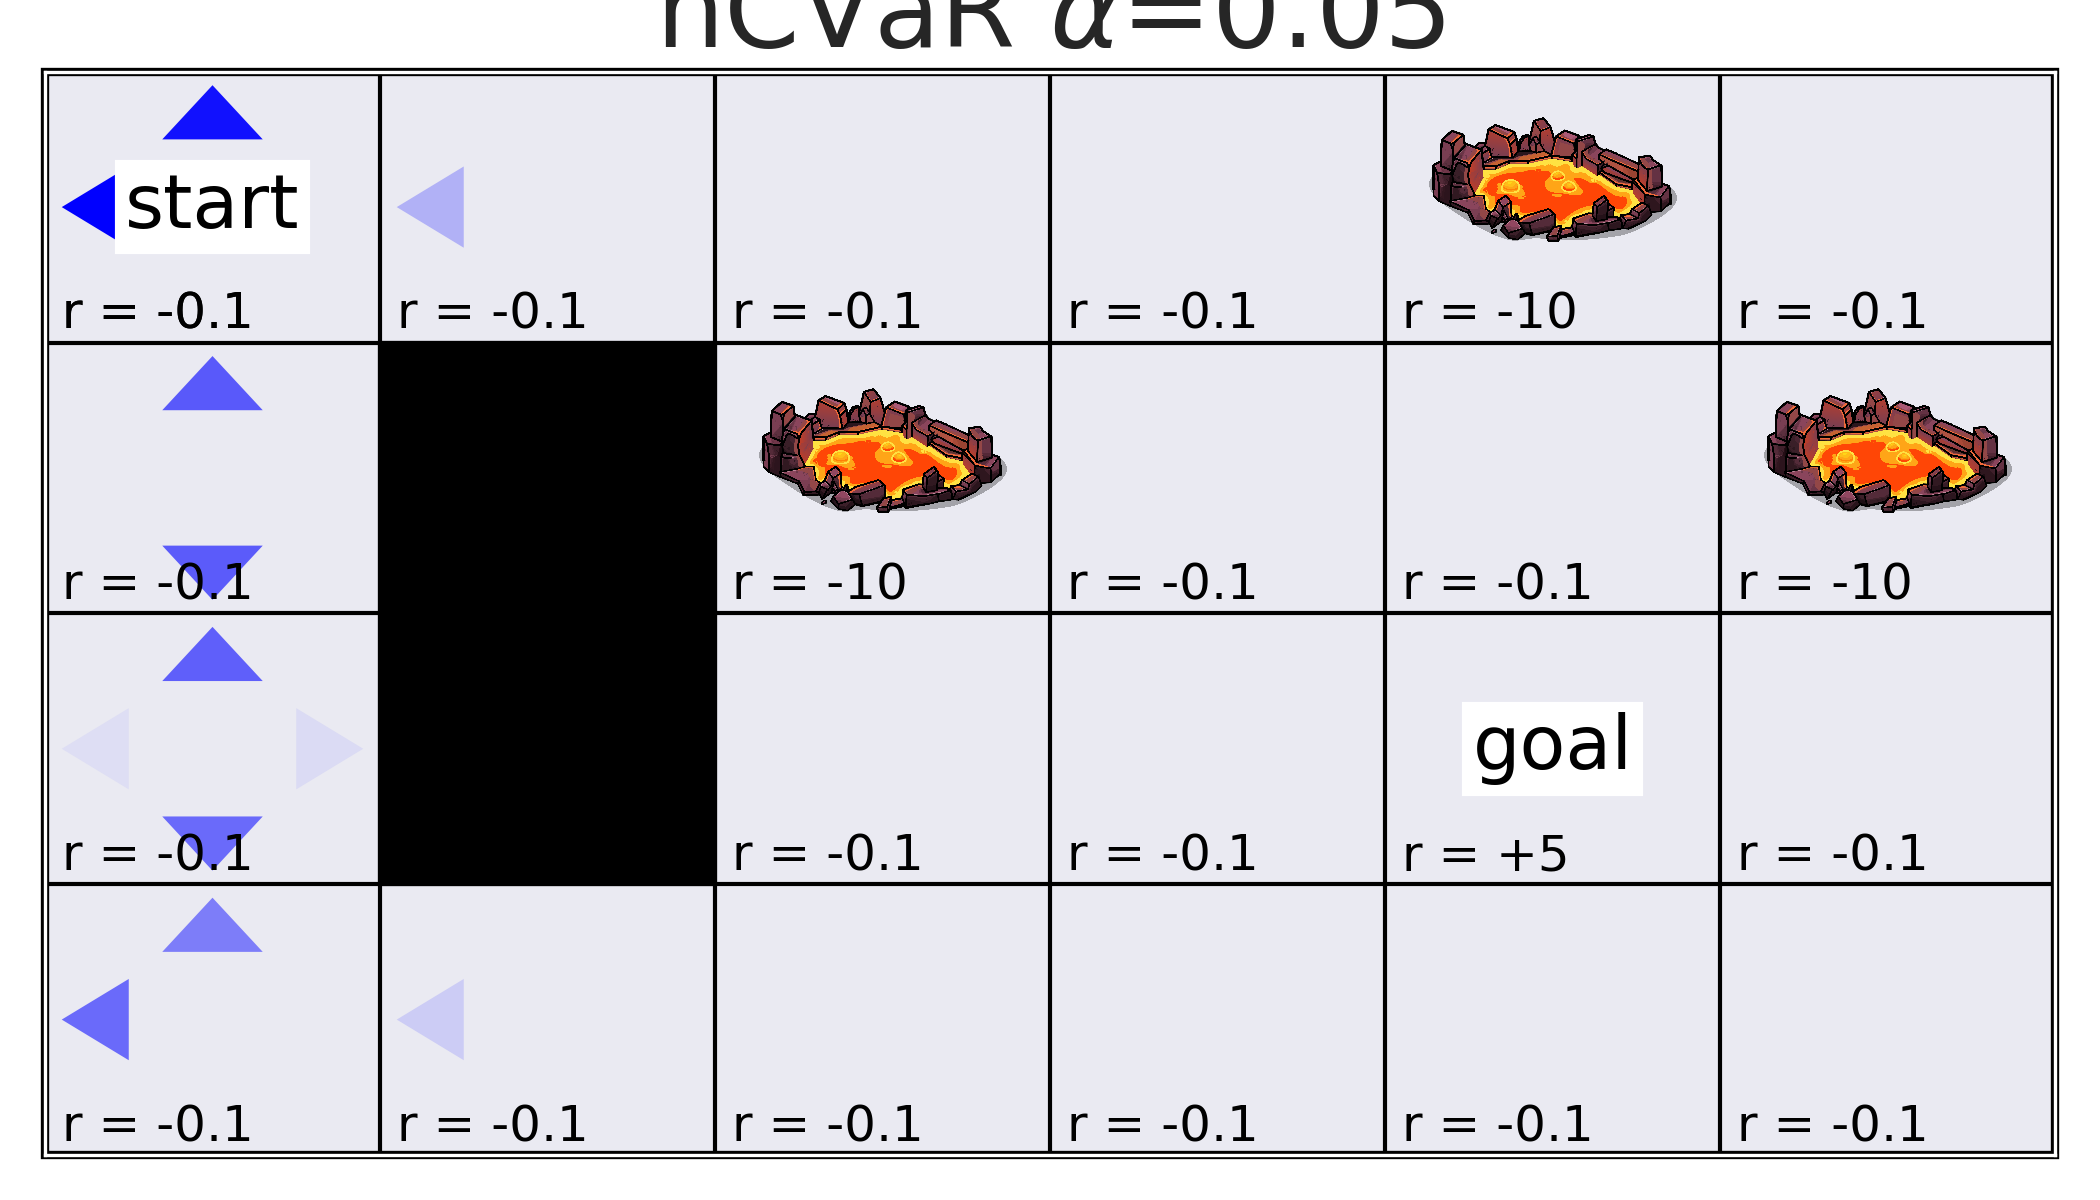 nCVaR α=0.05
start
r = -0.1 r = -0.1 r = -0.1 r = -0.1 r = -10 r = -0.1
r = -0.1 r = -10 r = -0.1 r = -0.1 r = -10
goal
r = -0.1 r = -0.1 r = -0.1 r = +5 r = -0.1
r = -0.1 r = -0.1 r = -0.1 r = -0.1 r = -0.1 r = -0.1